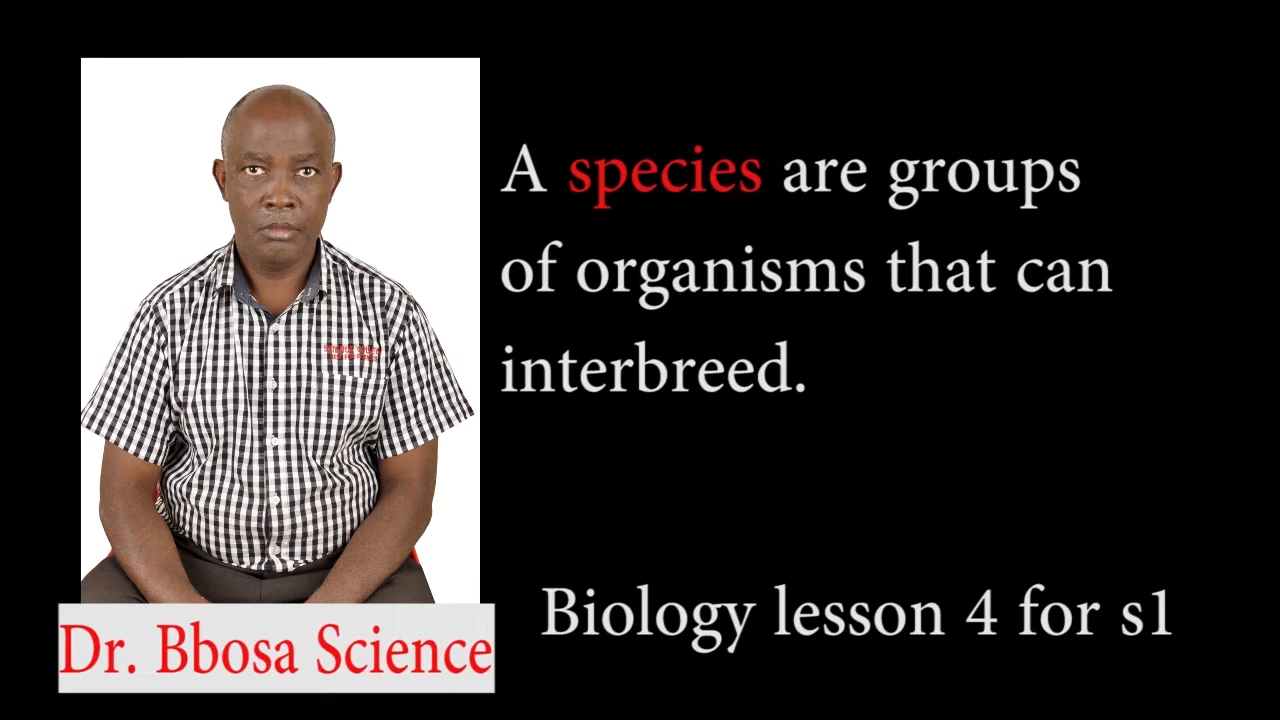 A species are groups
of organisms that can
interbreed.
Biology lesson 4 for s1
Dr. Bbosa Science